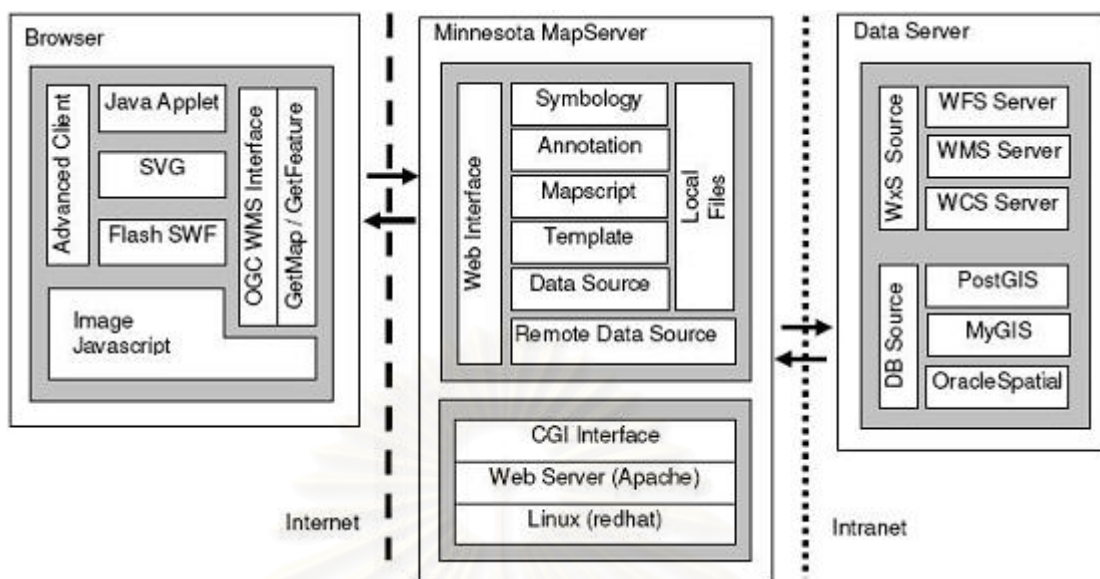 Browser
Advanced Client
Java Applet
SVG
Flash SWF
OGC WMS Interface
GetMap / GetFeature
Image
Javascript
Internet
Minnesota MapServer
Web Interface
Symbology
Annotation
Mapscript
Template
Data Source
Local
Files
Remote Data Source
CGI Interface
Web Server (Apache)
Linux (redhat)
Data Server
WxS Source
WFS Server
WMS Server
WCS Server
DB Source
PostGIS
MyGIS
OracleSpatial
Intranet